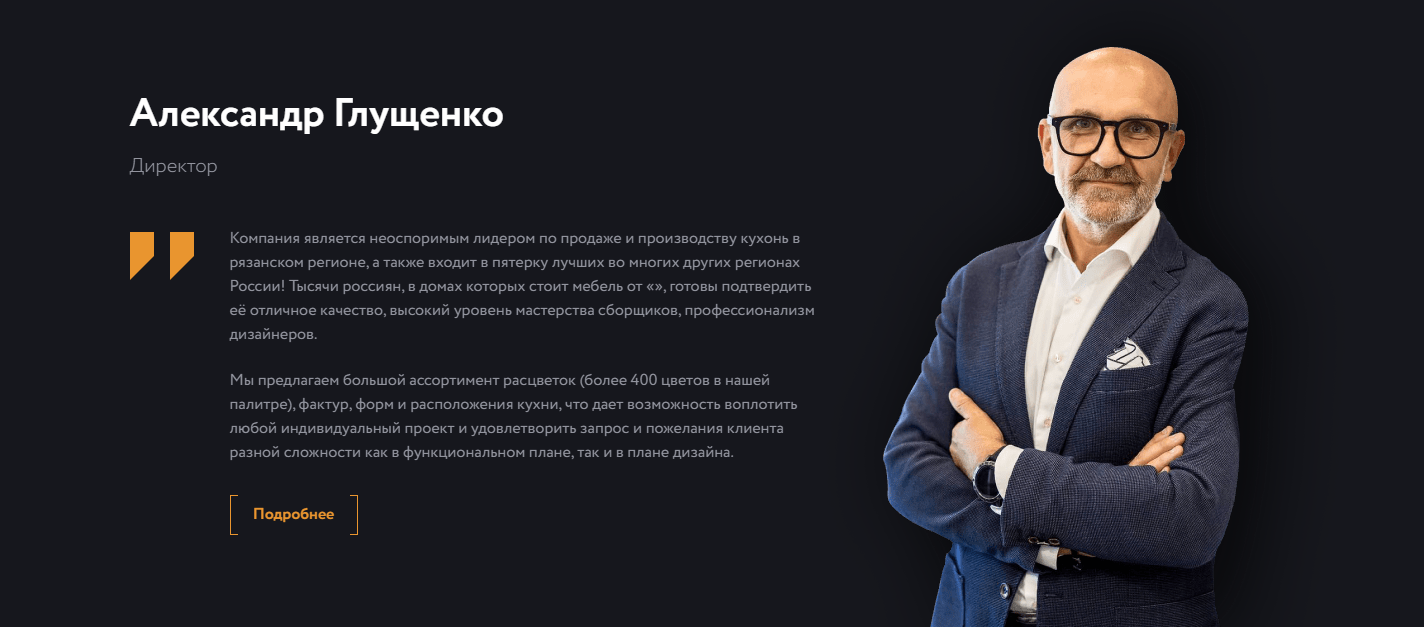 Александр Глущенко
Директор
Компания является неоспоримым лидером по продаже и производству кухонь в
рязанском регионе, а также входит в пятерку лучших во многих других регионах
России! Тысячи россиян, в домах которых стоит мебель от «», готовы подтвердить
её отличное качество, высокий уровень мастерства сборщиков, профессионализм
дизайнеров.
Мы предлагаем большой ассортимент расцветок (более 400 цветов в нашей
палитре), фактур, форм и расположения кухни, что дает возможность воплотить
любой индивидуальный проект и удовлетворить запрос и пожелания клиента
разной сложности как в функциональном плане, так и в плане дизайна.
Подробнее